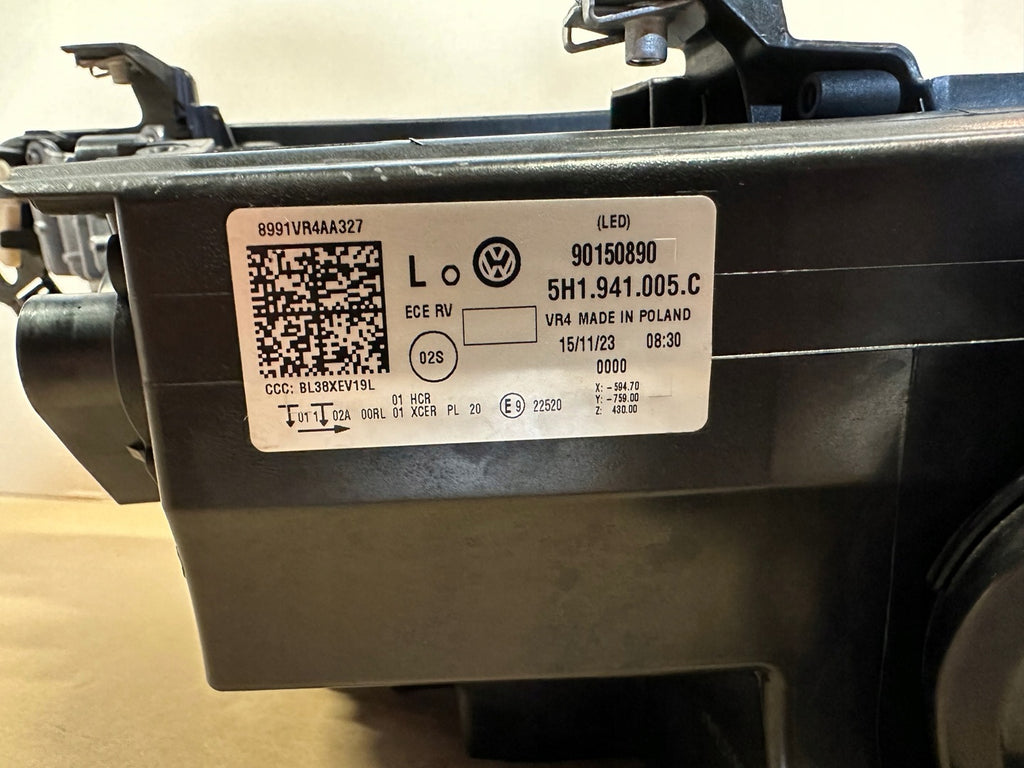 8991VR4AA327
(LED)
90150890
L
5H1.941.005.C
ECE RV
VR4 MADE IN POLAND
02S
15/11/23 08:30
0000
CCC: BL38XEV19L
X: -594.70
Y: -759.00
Z: 430.00
01 HCR
01 1 02A 00RL 01 XCER PL 20 E9 22520